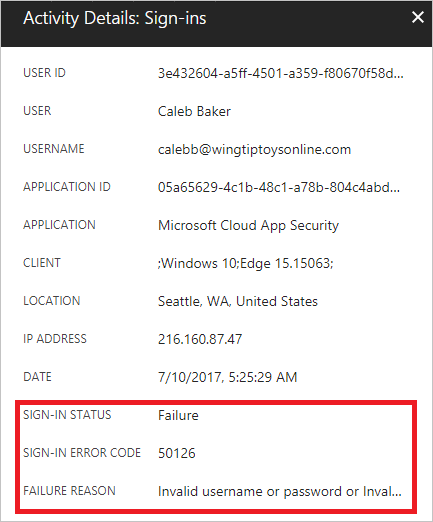 Activity Details: Sign-ins
USER ID 3e432604-a5ff-4501-a359-f80670f58d...
USER Caleb Baker
USERNAME calebb@wingtiptoysonline.com
APPLICATION ID 05a65629-4c1b-48c1-a78b-804c4abd...
APPLICATION Microsoft Cloud App Security
CLIENT ;Windows 10;Edge 15.15063;
LOCATION Seattle, WA, United States
IP ADDRESS 216.160.87.47
DATE 7/10/2017, 5:25:29 AM
SIGN-IN STATUS Failure
SIGN-IN ERROR CODE 50126
FAILURE REASON Invalid username or password or Inval...